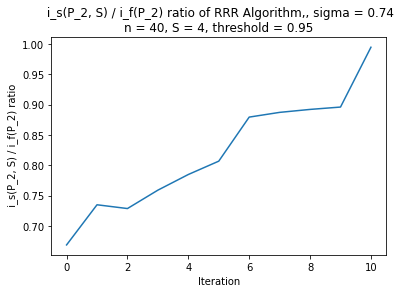 i_s(P_2, S) / i_f(P_2) ratio of RRR Algorithm,, sigma = 0.74
n = 40, S = 4, threshold = 0.95
i_s(P_2, S) / i_f(P_2) ratio
1.00
0.95
0.90
0.85
0.80
0.75
0.70
0 2 4 6 8 10
Iteration